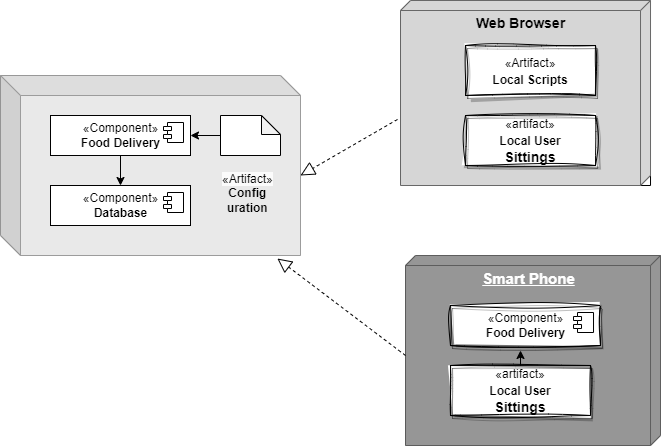 Web Browser
«Artifact»
Local Scripts
«artifact»
Local User
Sittings
«Component»
Food Delivery
«Component»
Database
«Artifact»
Config
uration
Smart Phone
«Component»
Food Delivery
«artifact»
Local User
Sittings